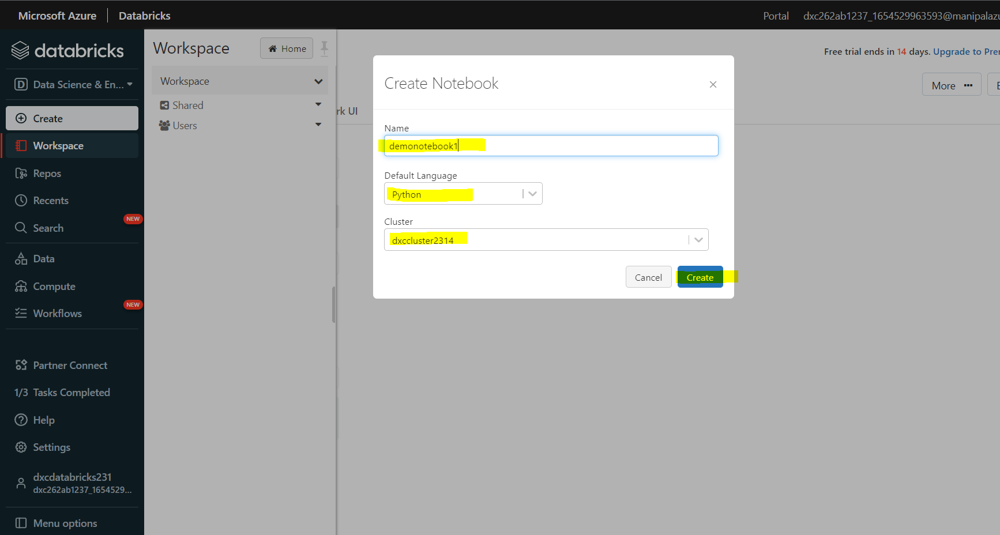 Microsoft Azure | Databricks
Portal dxc262ab1237_1654529963593@manipalazu
databricks
D Data Science & En...
Create
Workspace
Repos
Recents
Search
NEW
Data
Compute
Workflows
NEW
Partner Connect
1/3 Tasks Completed
Help
Settings
dxcdatabricks231
dxc262ab1237_1654529...
Menu options
Workspace
Home
Workspace
Shared
Users
rk UI
Free trial ends in 14 days. Upgrade to Pre
More ···
Create Notebook
×
Name
demonotebook1
Default Language
Python
Cluster
dxccluster2314
Cancel
Create